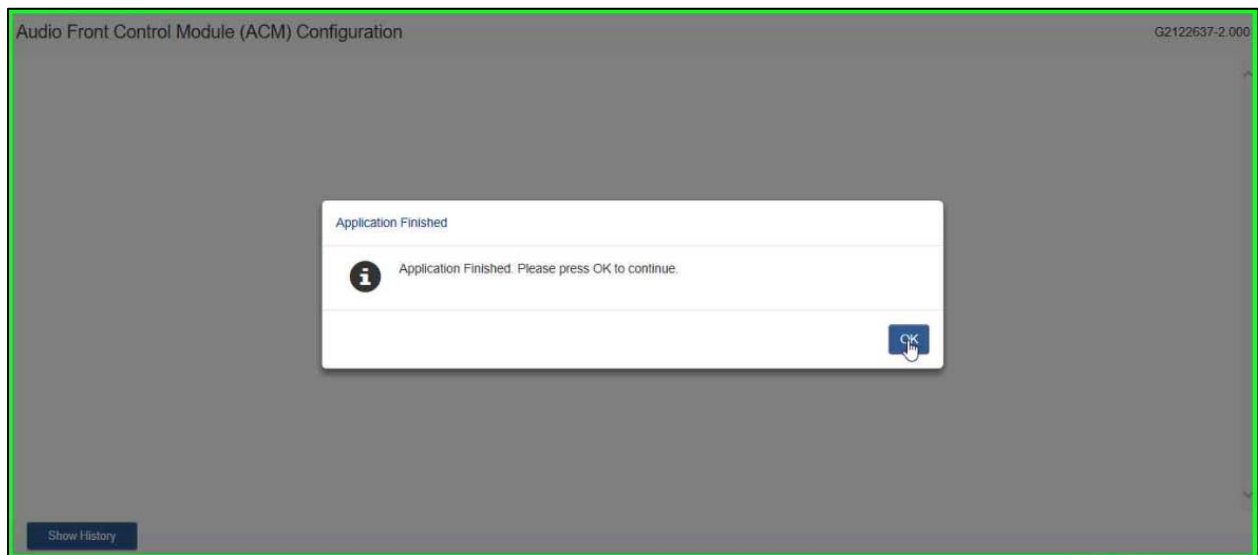 Audio Front Control Module (ACM) Configuration
G2122637-2.000
Application Finished
Application Finished. Please press OK to continue.
OK
Show History